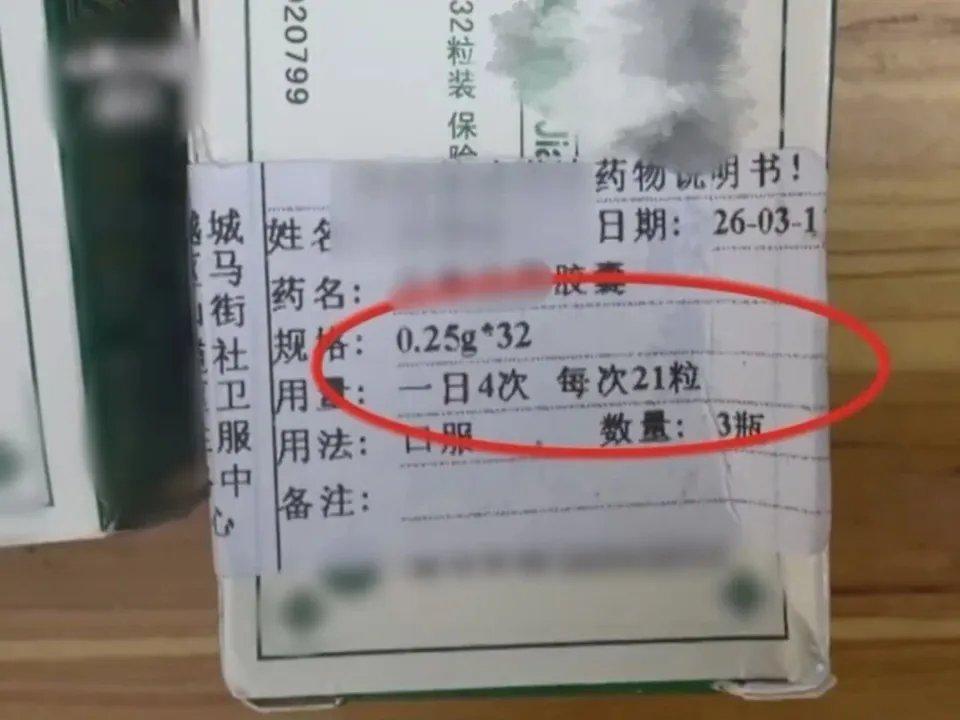 020799
32粒装 保险
Jia
药物说明书！
姓名
日期： 26-03-1
药名： 胶囊
规格： 0.25g*32
用量： 一日4次 每次21粒
用法： 口服 数量： 3瓶
备注：
城马街社卫服中心